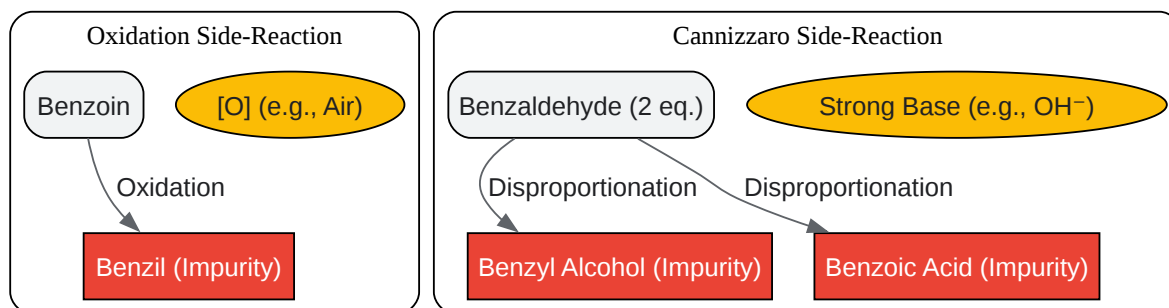 Oxidation Side-Reaction
Benzoin
[O] (e.g., Air)
Oxidation
Benzil (Impurity)
Cannizzaro Side-Reaction
Benzaldehyde (2 eq.)
Strong Base (e.g., OH⁻)
Disproportionation
Disproportionation
Benzyl Alcohol (Impurity)
Benzoic Acid (Impurity)